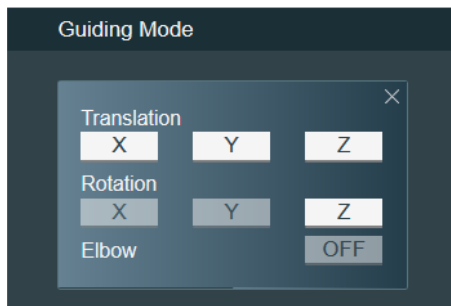 Guiding Mode
Translation
X Y Z
Rotation
X Y Z
Elbow OFF